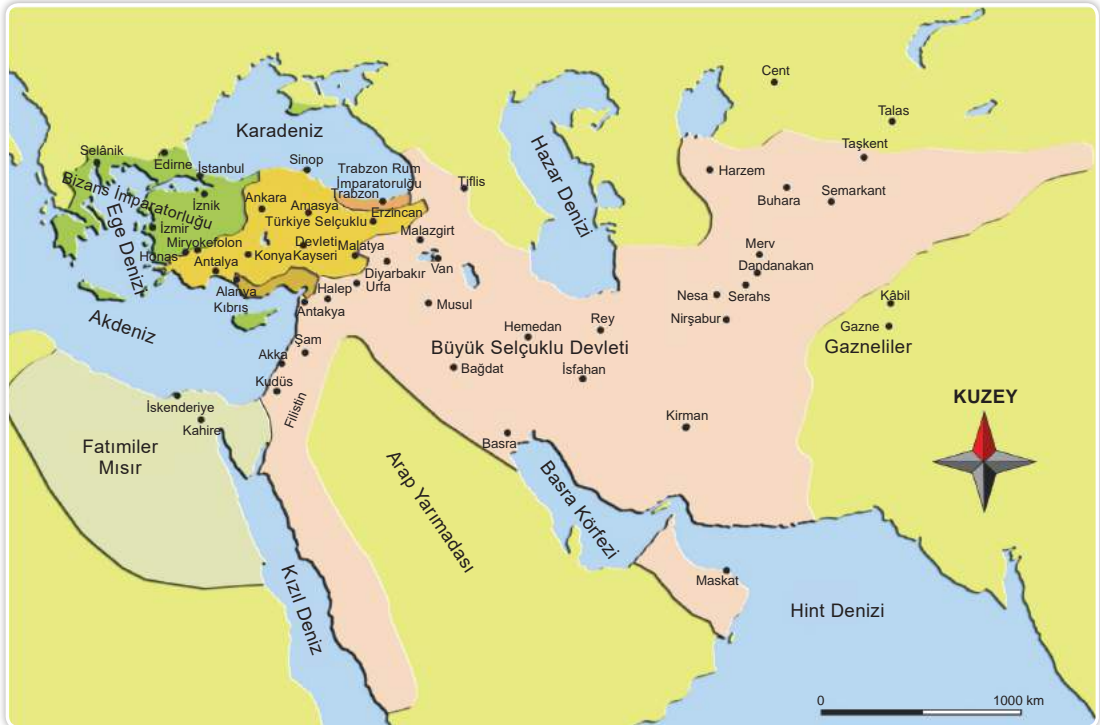 Cent
Talas
Taşkent
Karadeniz
Hazar Denizi
Selânik
Edirne
İstanbul
Sinop
Trabzon Rum
İmparatorulğu
Trabzon
Tiflis
Harzem
Buhara
Semarkant
Bizans İmparatorluğu
İznik
Ankara
Amasya
Erzincan
Ege Denizi
İzmir
Türkiye Selçuklu
Devleti
Malazgirt
Miryokefolon
Honas
Konya
Kayseri
Malatya
Merv
Dandanakan
Antalya
Diyarbakır
Van
Alanya
Urfa
Halep
Nesa
Serahs
Kâbil
Kıbrıs
Antakya
Musul
Nirşabur
Gazne
Akdeniz
Hemedan
Rey
Gazneliler
Şam
Büyük Selçuklu Devleti
Akka
Bağdat
İsfahan
Kudüs
Filistin
KUZEY
İskenderiye
Kahire
Kirman
Fatımiler
Mısır
Basra
Arap Yarımadası
Basra Körfezi
Kızıl Deniz
Maskat
Hint Denizi
0
1000 km